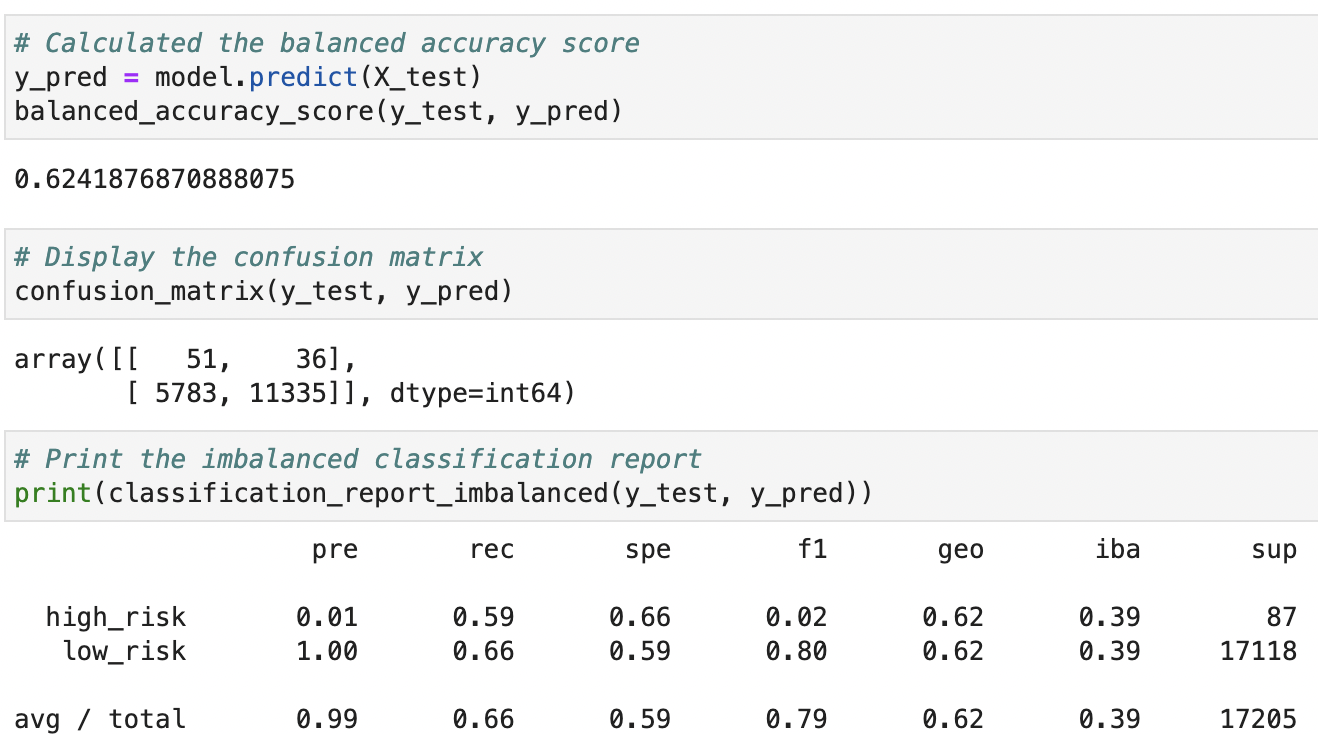 # Calculated the balanced accuracy score
y_pred = model.predict(X_test)
balanced_accuracy_score(y_test, y_pred)
0.6241876870888075
# Display the confusion matrix
confusion_matrix(y_test, y_pred)
array([[   51,    36],
       [ 5783, 11335]], dtype=int64)
# Print the imbalanced classification report
print(classification_report_imbalanced(y_test, y_pred))
                   pre       rec       spe        f1       geo       iba       sup
  high_risk       0.01      0.59      0.66      0.02      0.62      0.39        87
   low_risk       1.00      0.66      0.59      0.80      0.62      0.39     17118
avg / total       0.99      0.66      0.59      0.79      0.62      0.39     17205